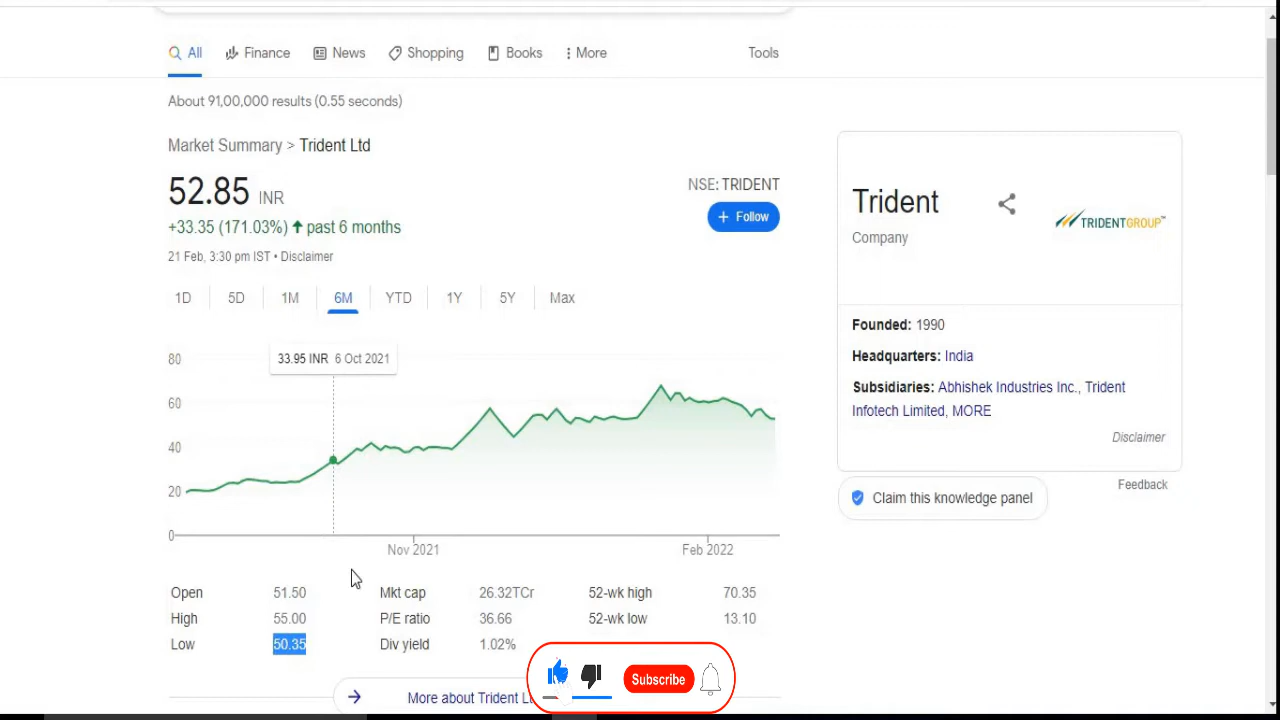 All Finance News Shopping Books More Tools
About 91,00,000 results (0.55 seconds)
Market Summary > Trident Ltd
52.85 INR
+33.35 (171.03%) past 6 months
21 Feb, 3:30 pm IST • Disclaimer
NSE: TRIDENT
+ Follow
1D 5D 1M 6M YTD 1Y 5Y Max
33.95 INR 6 Oct 2021
80
60
40
20
0
Nov 2021 Feb 2022
Open 51.50 Mkt cap 26.32TCr 52-wk high 70.35
High 55.00 P/E ratio 36.66 52-wk low 13.10
Low 50.35 Div yield 1.02%
More about Trident
Subscribe
Trident
Company
TRIDENTGROUP™
Founded: 1990
Headquarters: India
Subsidiaries: Abhishek Industries Inc., Trident
Infotech Limited, MORE
Disclaimer
Feedback
Claim this knowledge panel